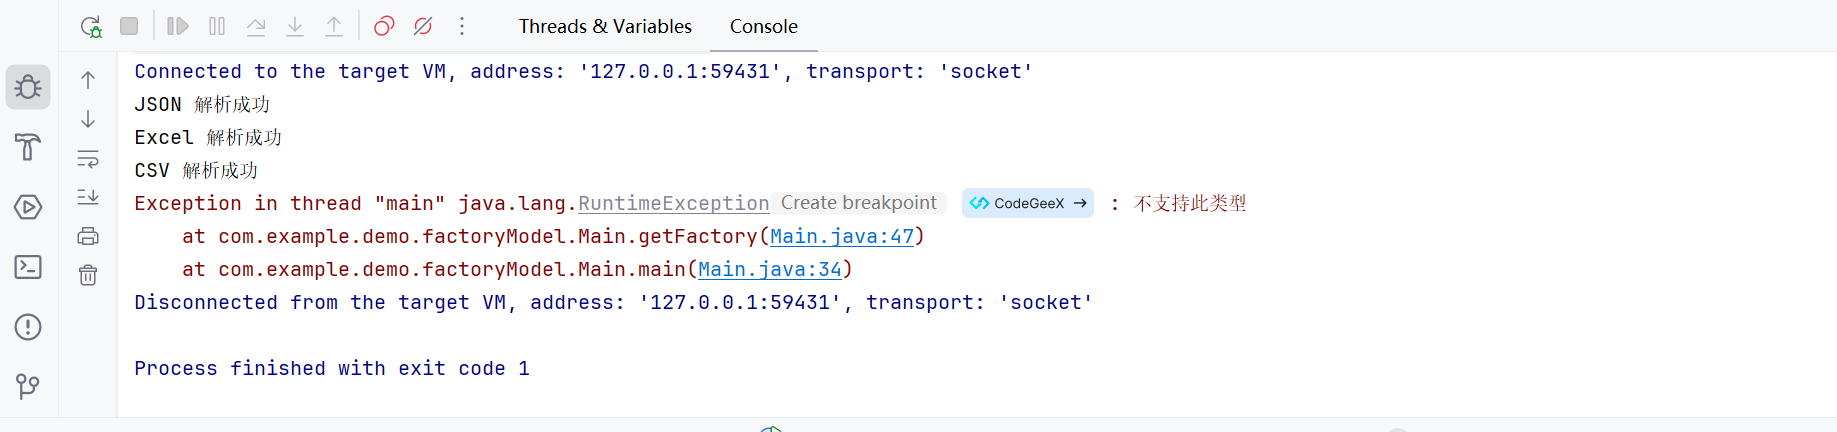 Threads & Variables Console
Connected to the target VM, address: '127.0.0.1:59431', transport: 'socket'
JSON 解析成功
Excel 解析成功
CSV 解析成功
Exception in thread "main" java.lang.RuntimeException Create breakpoint CodeGeeX → : 不支持此类型
    at com.example.demo.factoryModel.Main.getFactory(Main.java:47)
    at com.example.demo.factoryModel.Main.main(Main.java:34)
Disconnected from the target VM, address: '127.0.0.1:59431', transport: 'socket'
Process finished with exit code 1